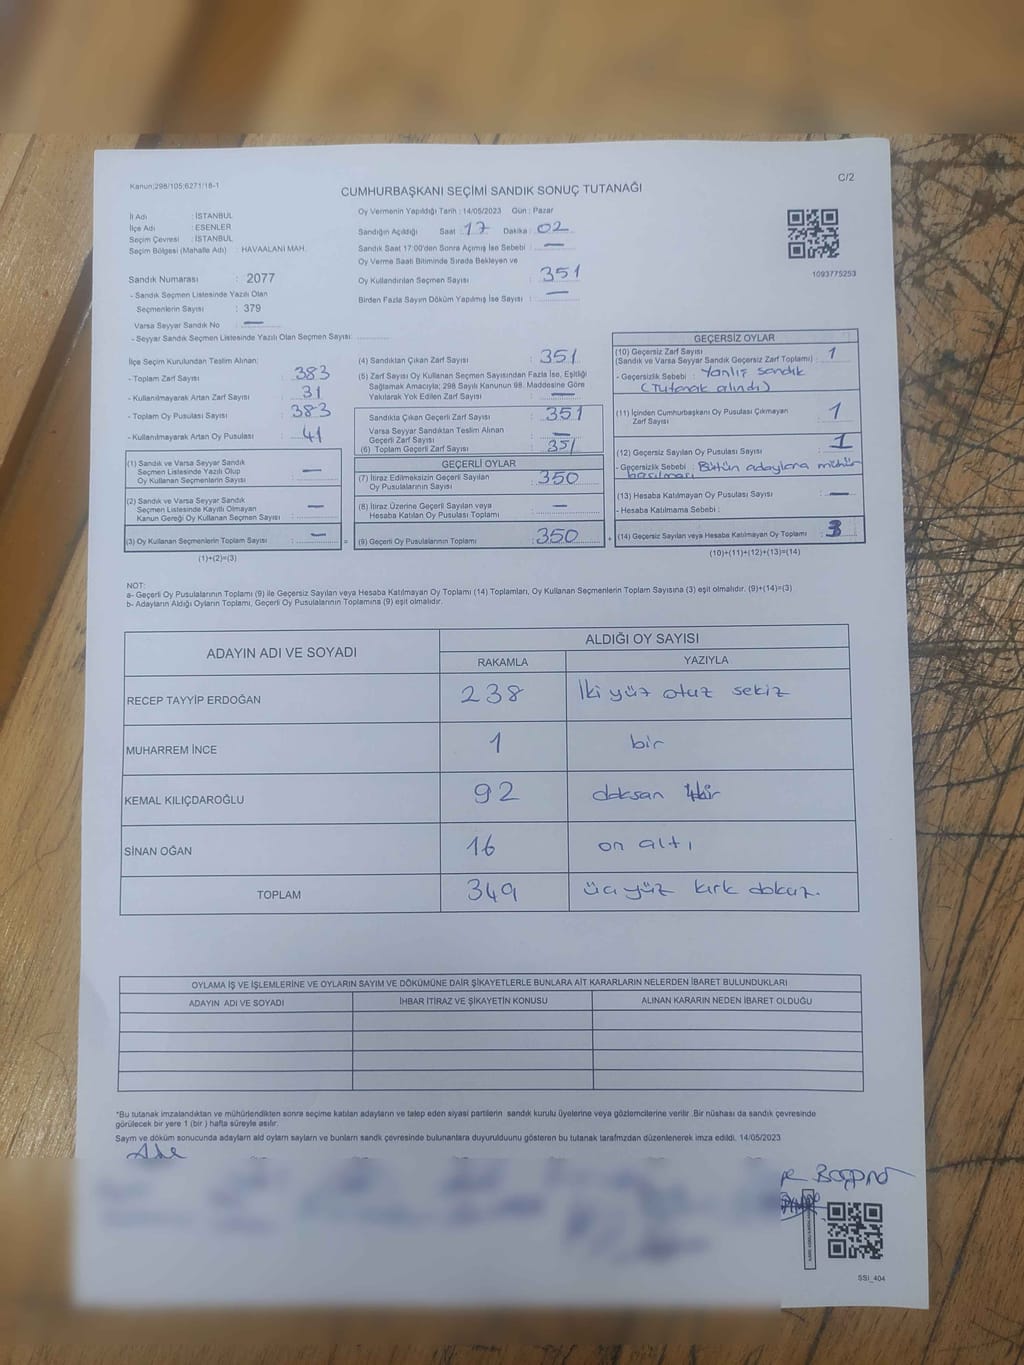 Kanun;298/105;6271/18-1
C/2
CUMHURBAŞKANI SEÇİMİ SANDIK SONUÇ TUTANAĞI
İl Adı : İSTANBUL
İlçe Adı : ESENLER
Seçim Çevresi : İSTANBUL
Seçim Bölgesi (Mahalle Adı) : HAVAALANI MAH.
Sandık Numarası : 2077
- Sandık Seçmen Listesinde Yazılı Olan
Seçmenlerin Sayısı : 379
Varsa Seyyar Sandık No : —
- Seyyar Sandık Seçmen Listesinde Yazılı Olan Seçmen Sayısı:
Oy Vermenin Yapıldığı Tarih : 14/05/2023 Gün : Pazar
Sandığın Açıldığı Saat : 17 Dakika : 02
Sandık Saat 17:00'den Sonra Açımış İse Sebebi : —
Oy Verme Saati Bitiminde Sırada Bekleyen ve
Oy Kullandırılan Seçmen Sayısı : 351
Birden Fazla Sayım Döküm Yapılmış İse Sayısı : —
1093775253
İlçe Seçim Kurulundan Teslim Alınan:
- Toplam Zarf Sayısı : 383
- Kullanılmayarak Artan Zarf Sayısı : 31
- Toplam Oy Pusulası Sayısı : 383
- Kullanılmayarak Artan Oy Pusulası : 41
(1) Sandık ve Varsa Seyyar Sandık
Seçmen Listesinde Yazılı Olup
Oy Kullanan Seçmenlerin Sayısı : —
(2) Sandık ve Varsa Seyyar Sandık
Seçmen Listesinde Kayıtlı Olmayan
Kanun Gereği Oy Kullanan Seçmen Sayısı : —
(3) Oy Kullanan Seçmenlerin Toplam Sayısı : —
(1)+(2)=(3)
=
(4) Sandıktan Çıkan Zarf Sayısı : 351
(5) Zarf Sayısı Oy Kullanan Seçmen Sayısından Fazla İse, Eşitliği
Sağlamak Amacıyla; 298 Sayılı Kanunun 98. Maddesine Göre
Yakılarak Yok Edilen Zarf Sayısı : —
Sandıkta Çıkan Geçerli Zarf Sayısı : 351
Varsa Seyyar Sandıktan Teslim Alınan
Geçerli Zarf Sayısı : —
(6) Toplam Geçerli Zarf Sayısı : 351
GEÇERLİ OYLAR
(7) İtiraz Edilmeksizin Geçerli Sayılan
Oy Pusulalarının Sayısı : 350
(8) İtiraz Üzerine Geçerli Sayılan veya
Hesaba Katılan Oy Pusulası Toplamı : —
(9) Geçerli Oy Pusulalarının Toplamı : 350
+
GEÇERSİZ OYLAR
(10) Geçersiz Zarf Sayısı
(Sandık ve Varsa Seyyar Sandık Geçersiz Zarf Toplamı) : 1
- Geçersizlik Sebebi : Yanlış sandık
(Tutanak alındı)
(11) İçinden Cumhurbaşkanı Oy Pusulası Çıkmayan
Zarf Sayısı : 1
(12) Geçersiz Sayılan Oy Pusulası Sayısı : 1
- Geçersizlik Sebebi : Bütün adaylara mühür
basılması
(13) Hesaba Katılmayan Oy Pusulası Sayısı : —
- Hesaba Katılmama Sebebi :
(14) Geçersiz Sayılan veya Hesaba Katılmayan Oy Toplamı : 3
(10)+(11)+(12)+(13)=(14)
NOT:
a- Geçerli Oy Pusulalarının Toplamı (9) ile Geçersiz Sayılan veya Hesaba Katılmayan Oy Toplamı (14) Toplamları, Oy Kullanan Seçmenlerin Toplam Sayısına (3) eşit olmalıdır. (9)+(14)=(3)
b- Adayların Aldığı Oyların Toplamı, Geçerli Oy Pusulalarının Toplamına (9) eşit olmalıdır.
ADAYIN ADI VE SOYADI
ALDIĞI OY SAYISI
RAKAMLA YAZIYLA
RECEP TAYYİP ERDOĞAN 238 İki yüz otuz sekiz
MUHARREM İNCE 1 bir
KEMAL KILIÇDAROĞLU 92 doksan
SİNAN OĞAN 16 on altı
TOPLAM 349 üç yüz kırk dokuz.
OYLAMA İŞ VE İŞLEMLERİNE VE OYLARIN SAYIM VE DÖKÜMÜNE DAİR ŞİKAYETLERLE BUNLARA AİT KARARLARIN NELERDEN İBARET BULUNDUKLARI
ADAYIN ADI VE SOYADI İHBAR İTİRAZ VE ŞİKAYETİN KONUSU ALINAN KARARIN NEDEN İBARET OLDUĞU
*Bu tutanak imzalandıktan ve mühürlendikten sonra seçime katılan adayların ve talep eden siyasi partilerin sandık kurulu üyelerine veya gözlemcilerine verilir .Bir nüshası da sandık çevresinde
görülecek bir yere 1 (bir ) hafta süreyle asılır.
Sayım ve döküm sonucunda adayların ald oyların sayların ve bunların sandk çevresinde bulunanlara duyurulduunu gösteren bu tutanak tarafmzdan düzenlenerek imza edildi. 14/05/2023
SSİ_404